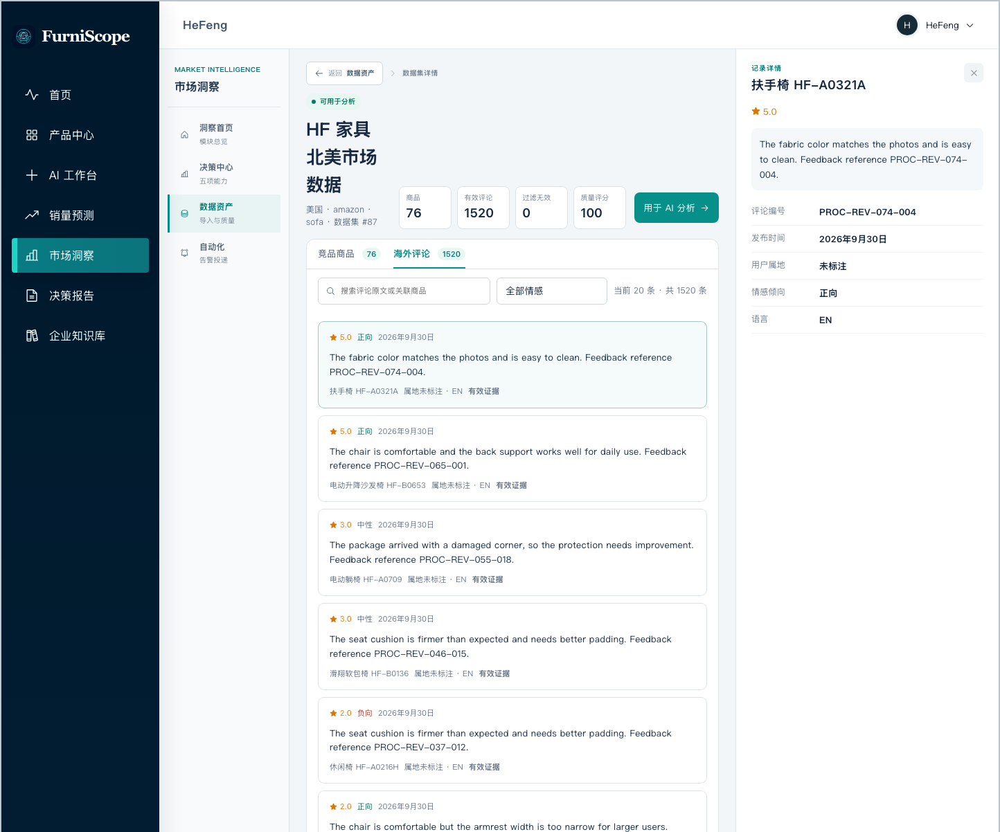 FurniScope
首页
产品中心
AI 工作台
销量预测
市场洞察
决策报告
企业知识库
HeFeng
H
HeFeng
MARKET INTELLIGENCE
市场洞察
洞察首页
模块总览
决策中心
五项能力
数据资产
导入与质量
自动化
告警投递
返回 数据资产
数据集详情
可用于分析
HF 家具
北美市场
数据
美国 · amazon ·
sofa · 数据集 #87
商品
76
有效评论
1520
过滤无效
0
质量评分
100
用于 AI 分析 →
竞品商品 76
海外评论 1520
搜索评论原文或关联商品
全部情感
当前 20 条 · 共 1520 条
5.0 正向 2026年9月30日
The fabric color matches the photos and is easy to clean. Feedback reference
PROC-REV-074-004.
扶手椅 HF-A0321A 属地未标注 · EN 有效证据
5.0 正向 2026年9月30日
The chair is comfortable and the back support works well for daily use. Feedback
reference PROC-REV-065-001.
电动升降沙发椅 HF-B0653 属地未标注 · EN 有效证据
3.0 中性 2026年9月30日
The package arrived with a damaged corner, so the protection needs improvement.
Feedback reference PROC-REV-055-018.
电动躺椅 HF-A0709 属地未标注 · EN 有效证据
3.0 中性 2026年9月30日
The seat cushion is firmer than expected and needs better padding. Feedback
reference PROC-REV-046-015.
滑翔软包椅 HF-B0136 属地未标注 · EN 有效证据
2.0 负向 2026年9月30日
The seat cushion is firmer than expected and needs better padding. Feedback
reference PROC-REV-037-012.
休闲椅 HF-A0216H 属地未标注 · EN 有效证据
2.0 正向 2026年9月30日
The chair is comfortable but the armrest width is too narrow for larger users.
记录详情
扶手椅 HF-A0321A
5.0
The fabric color matches the photos and is easy
to clean. Feedback reference PROC-REV-074-
004.
评论编号 PROC-REV-074-004
发布时间 2026年9月30日
用户属地 未标注
情感倾向 正向
语言 EN